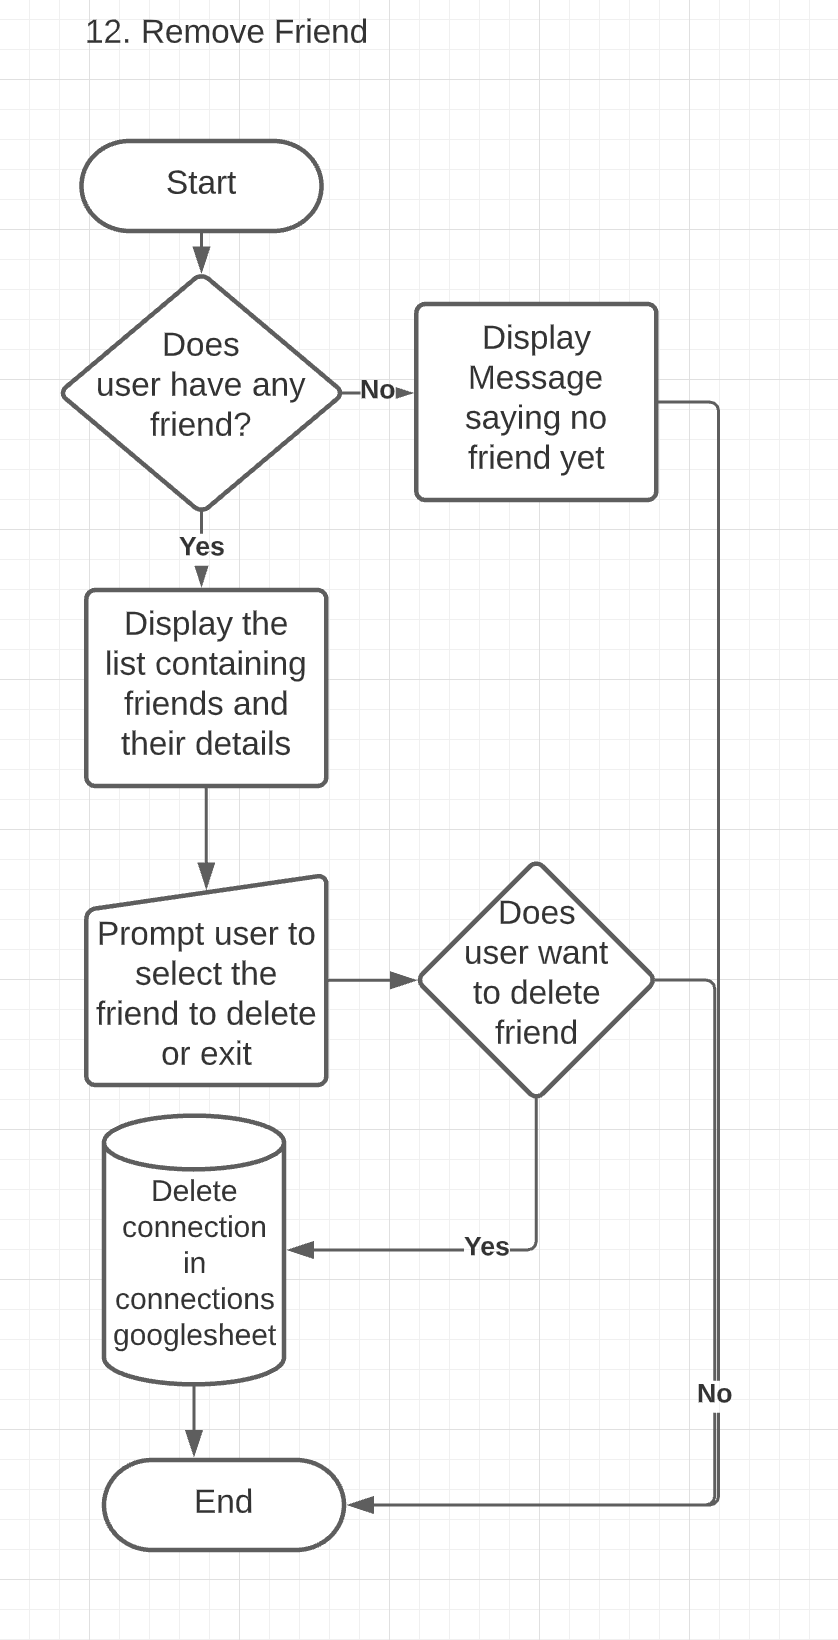 12. Remove Friend
Start
Does
user have any
friend?
No
Display
Message
saying no
friend yet
Yes
Display the
list containing
friends and
their details
Prompt user to
select the
friend to delete
or exit
Does
user want
to delete
friend
Delete
connection
in
connections
googlesheet
Yes
No
End